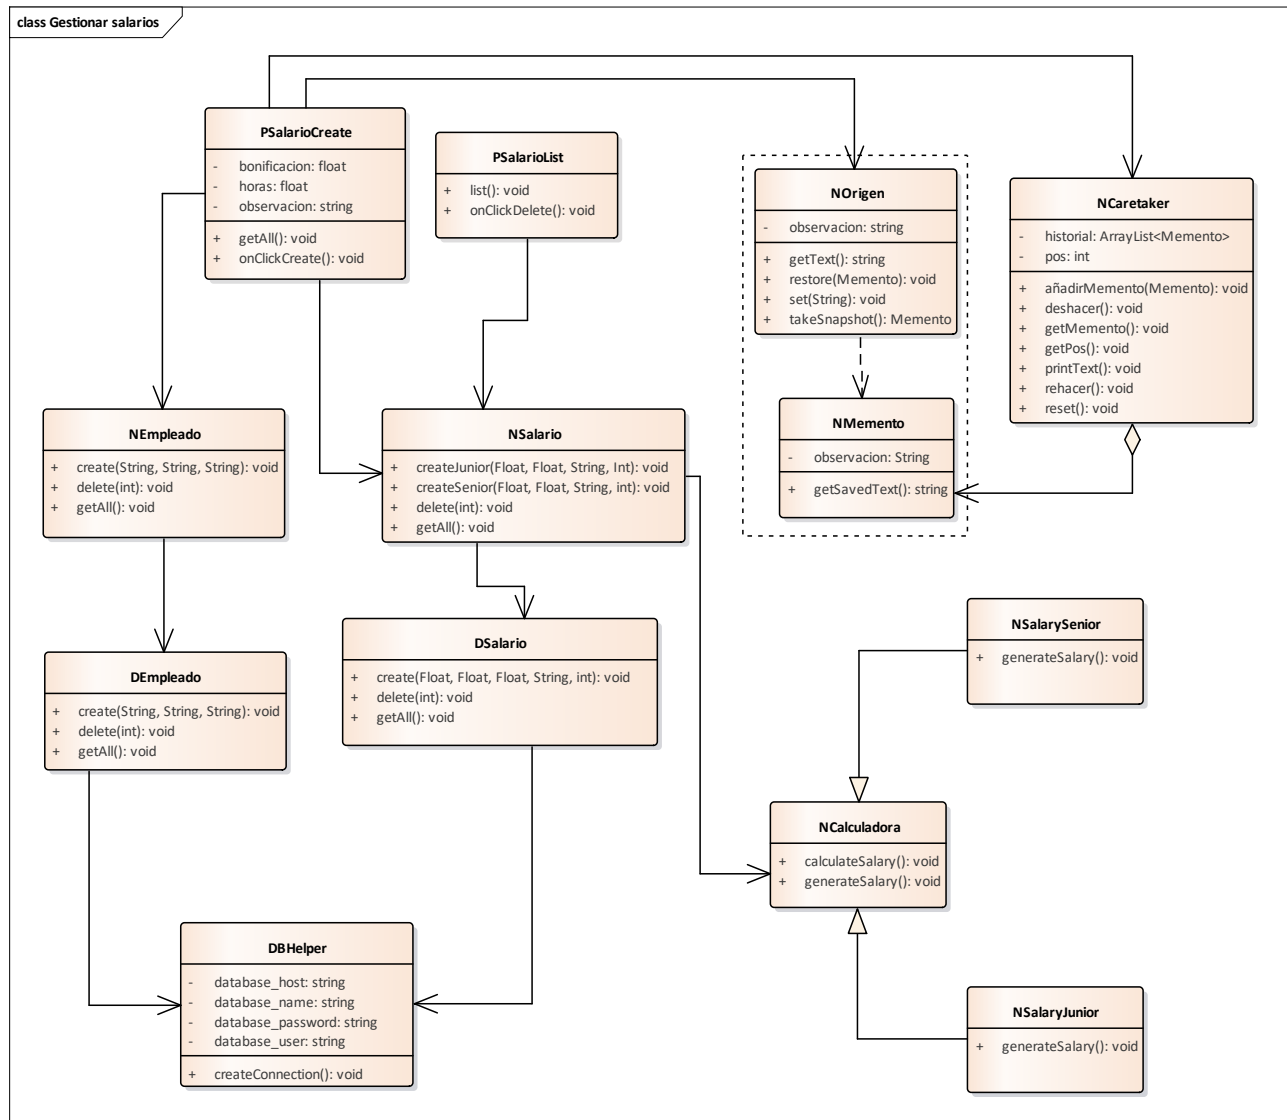 class Gestionar salarios
PSalarioCreate
- bonificacion: float
- horas: float
- observacion: string
+ getAll(): void
+ onClickCreate(): void
PSalarioList
+ list(): void
+ onClickDelete(): void
NOrigen
- observacion: string
+ getText(): string
+ restore(Memento): void
+ set(String): void
+ takeSnapshot(): Memento
NCaretaker
- historial: ArrayList<Memento>
- pos: int
+ añadirMemento(Memento): void
+ deshacer(): void
+ getMemento(): void
+ getPos(): void
+ printText(): void
+ rehacer(): void
+ reset(): void
NEmpleado
+ create(String, String, String): void
+ delete(int): void
+ getAll(): void
NSalario
+ createJunior(Float, Float, String, Int): void
+ createSenior(Float, Float, String, int): void
+ delete(int): void
+ getAll(): void
NMemento
- observacion: String
+ getSavedText(): string
DEmpleado
+ create(String, String, String): void
+ delete(int): void
+ getAll(): void
DSalario
+ create(Float, Float, Float, String, int): void
+ delete(int): void
+ getAll(): void
NSalarySenior
+ generateSalary(): void
NCalculadora
+ calculateSalary(): void
+ generateSalary(): void
DBHelper
- database_host: string
- database_name: string
- database_password: string
- database_user: string
+ createConnection(): void
NSalaryJunior
+ generateSalary(): void